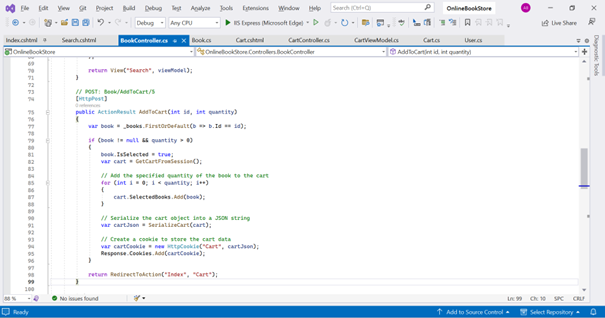 File Edit View Git Project Build Debug Test Analyze Tools Extensions Window Help Search (Ctrl+Q) OnlineBookStore
Debug Any CPU IIS Express (Microsoft Edge) Live Share
Index.cshtml Search.cshtml BookController.cs Book.cs Cart.cshtml CartController.cs CartViewModel.cs Cart.cs User.cs
OnlineBookStore OnlineBookStore.Controllers.BookController AddToCart(int id, int quantity)
Diagnostic Tools
69
70 return View("Search", viewModel);
71 }
72
73 // POST: Book/AddToCart/5
74 [HttpPost]
0 references
75 public ActionResult AddToCart(int id, int quantity)
76 {
77 var book = _books.FirstOrDefault(b => b.Id == id);
78
79 if (book != null && quantity > 0)
80 {
81 book.IsSelected = true;
82 var cart = GetCartFromSession();
83
84 // Add the specified quantity of the book to the cart
85 for (int i = 0; i < quantity; i++)
86 {
87 cart.SelectedBooks.Add(book);
88 }
89
90 // Serialize the cart object into a JSON string
91 var cartJson = SerializeCart(cart);
92
93 // Create a cookie to store the cart data
94 var cartCookie = new HttpCookie("Cart", cartJson);
95 Response.Cookies.Add(cartCookie);
96 }
97
98 return RedirectToAction("Index", "Cart");
99 }
100
88 % No issues found Ln: 99 Ch: 10 SPC CRLF
Ready Add to Source Control Select Repository